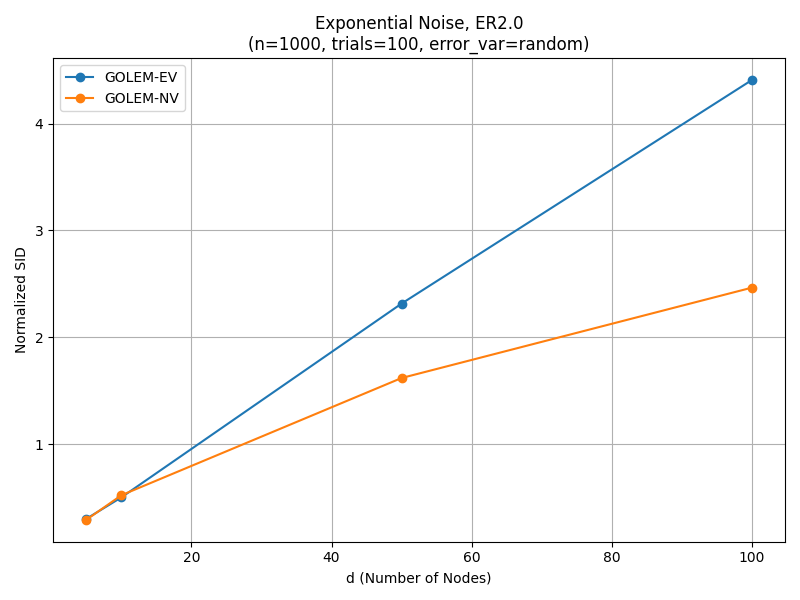 Exponential Noise, ER2.0
(n=1000, trials=100, error_var=random)
GOLEM-EV
GOLEM-NV
Normalized SID
4
3
2
1
20 40 60 80 100
d (Number of Nodes)